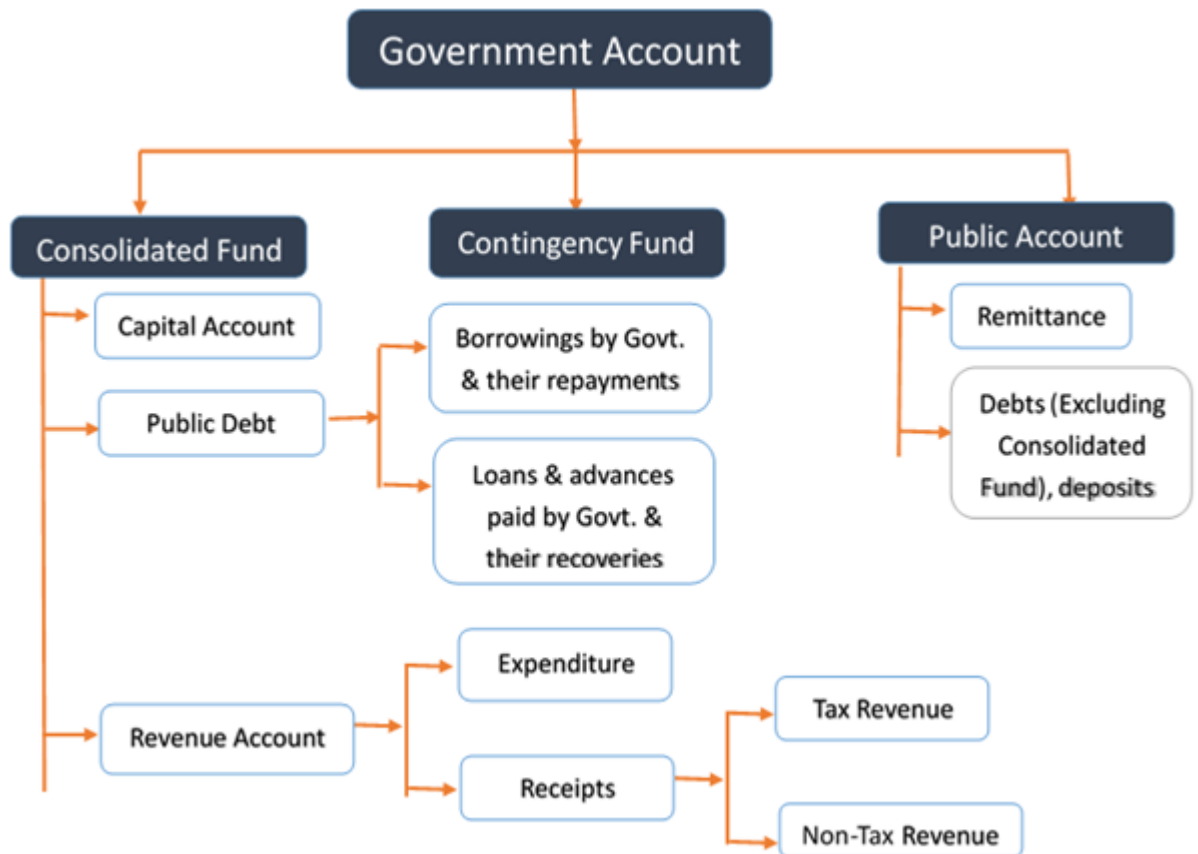 Government Account
Consolidated Fund
Contingency Fund
Public Account
Capital Account
Borrowings by Govt.
& their repayments
Remittance
Public Debt
Debts (Excluding
Consolidated
Fund), deposits
Loans & advances
paid by Govt. &
their recoveries
Expenditure
Revenue Account
Tax Revenue
Receipts
Non-Tax Revenue